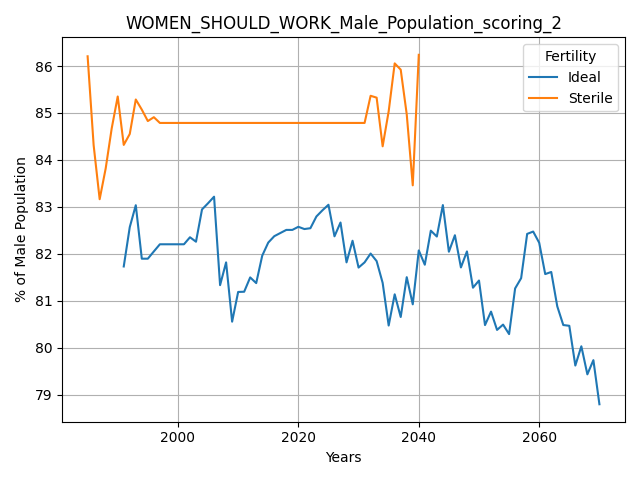 WOMEN_SHOULD_WORK_Male_Population_scoring_2
Fertility
Ideal
Sterile
% of Male Population
86
85
84
83
82
81
80
79
2000
2020
2040
2060
Years